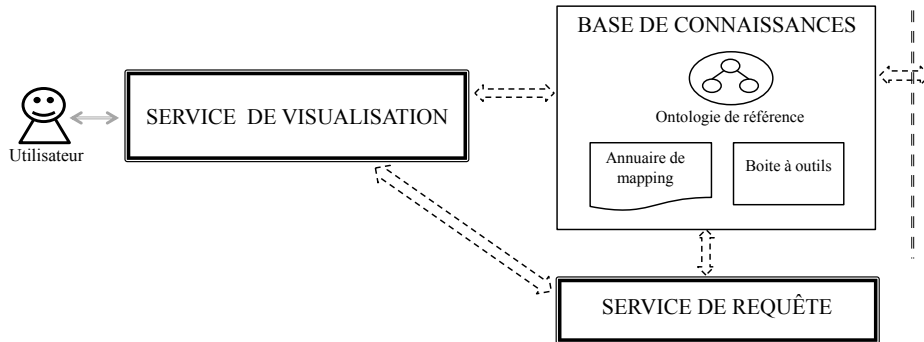 BASE DE CONNAISSANCES
SERVICE DE VISUALISATION
Ontologie de référence
Utilisateur
Annuaire de
mapping
Boite à outils
SERVICE DE REQUÊTE